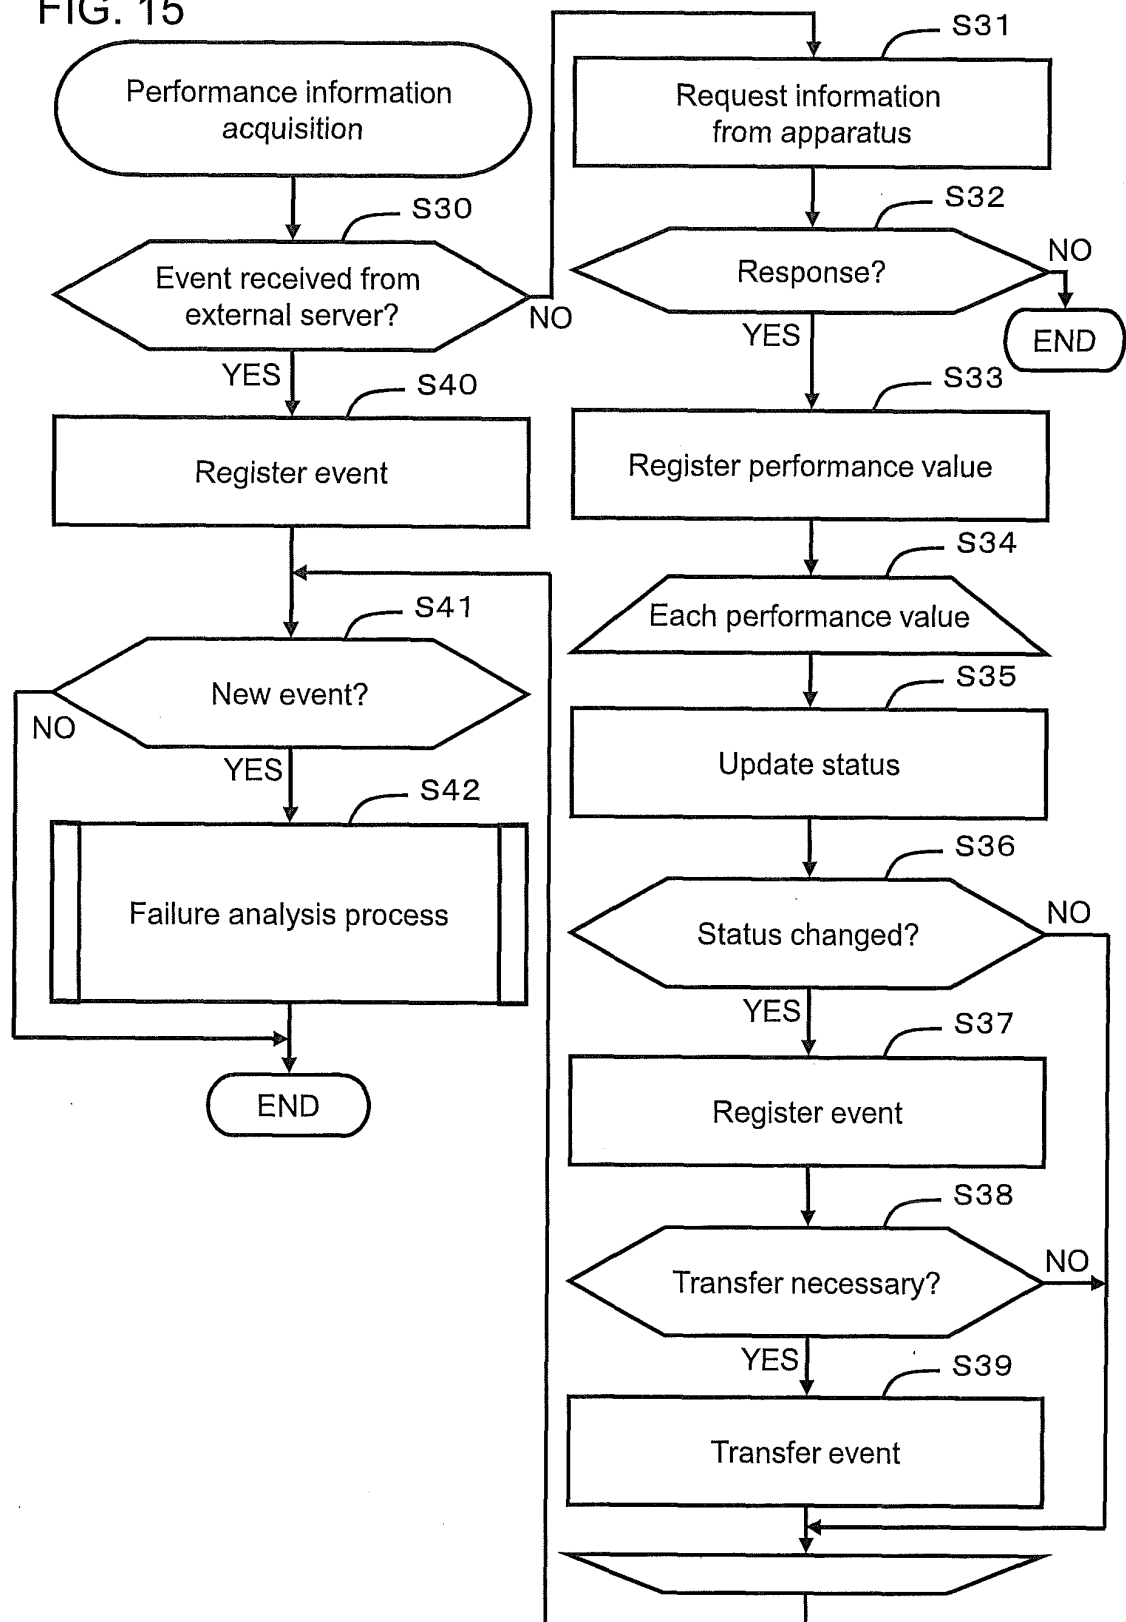 FIG. 15
Performance information
acquisition
S30
Event received from
external server?
NO
YES
S40
Register event
S41
New event?
NO
YES
S42
Failure analysis process
END
S31
Request information
from apparatus
S32
Response?
NO
END
YES
S33
Register performance value
S34
Each performance value
S35
Update status
S36
Status changed?
NO
YES
S37
Register event
S38
Transfer necessary?
NO
YES
S39
Transfer event